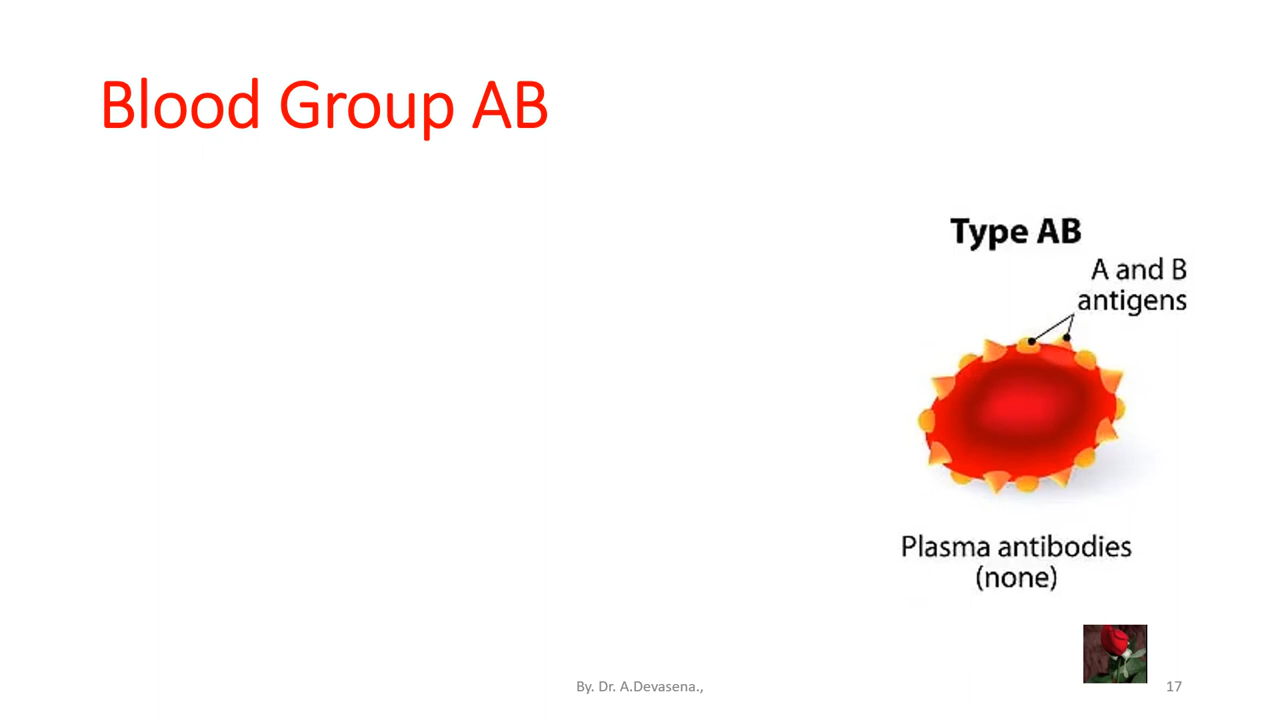 Blood Group AB
Type AB
A and B
antigens
Plasma antibodies
(none)
By. Dr. A.Devasena.,
17